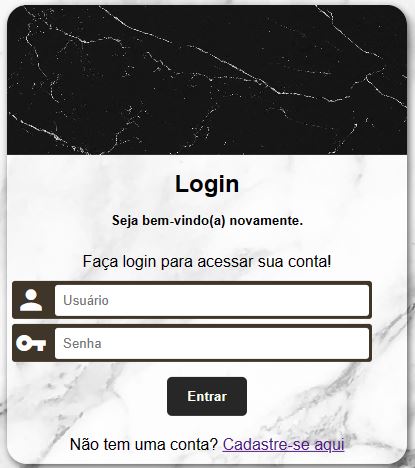 Login
Seja bem-vindo(a) novamente.
Faça login para acessar sua conta!
Usuário
Senha
Entrar
Não tem uma conta? Cadastre-se aqui